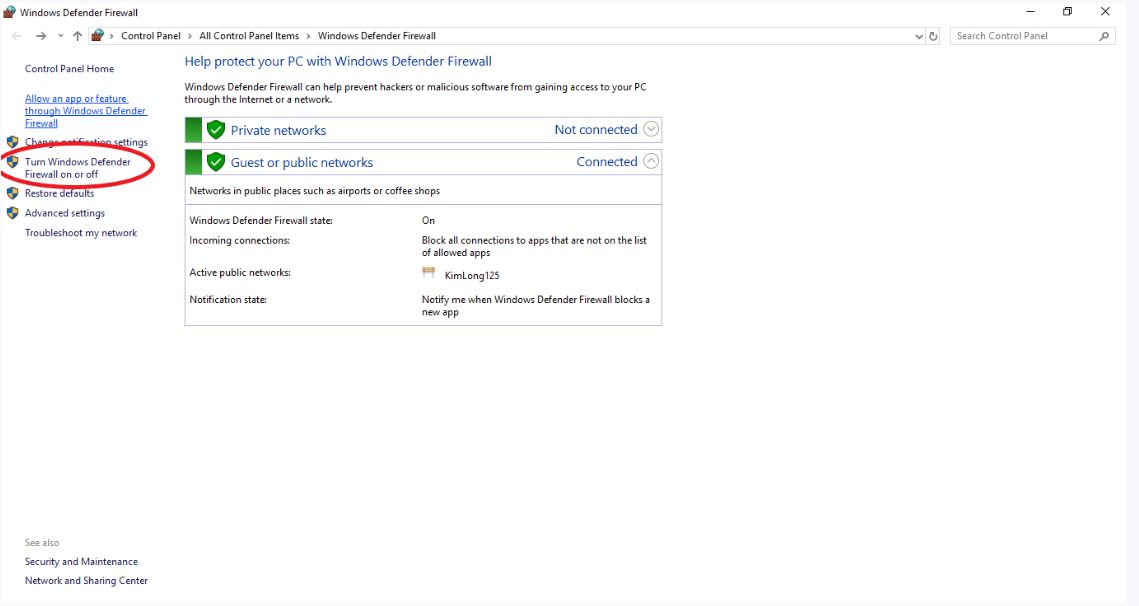 Windows Defender Firewall
Control Panel > All Control Panel Items > Windows Defender Firewall
Search Control Panel
Control Panel Home
Allow an app or feature
through Windows Defender
Firewall
Change notification settings
Turn Windows Defender
Firewall on or off
Restore defaults
Advanced settings
Troubleshoot my network
Help protect your PC with Windows Defender Firewall
Windows Defender Firewall can help prevent hackers or malicious software from gaining access to your PC
through the Internet or a network.
Private networks Not connected
Guest or public networks Connected
Networks in public places such as airports or coffee shops
Windows Defender Firewall state: On
Incoming connections: Block all connections to apps that are not on the list
of allowed apps
Active public networks: KimLong125
Notification state: Notify me when Windows Defender Firewall blocks a
new app
See also
Security and Maintenance
Network and Sharing Center